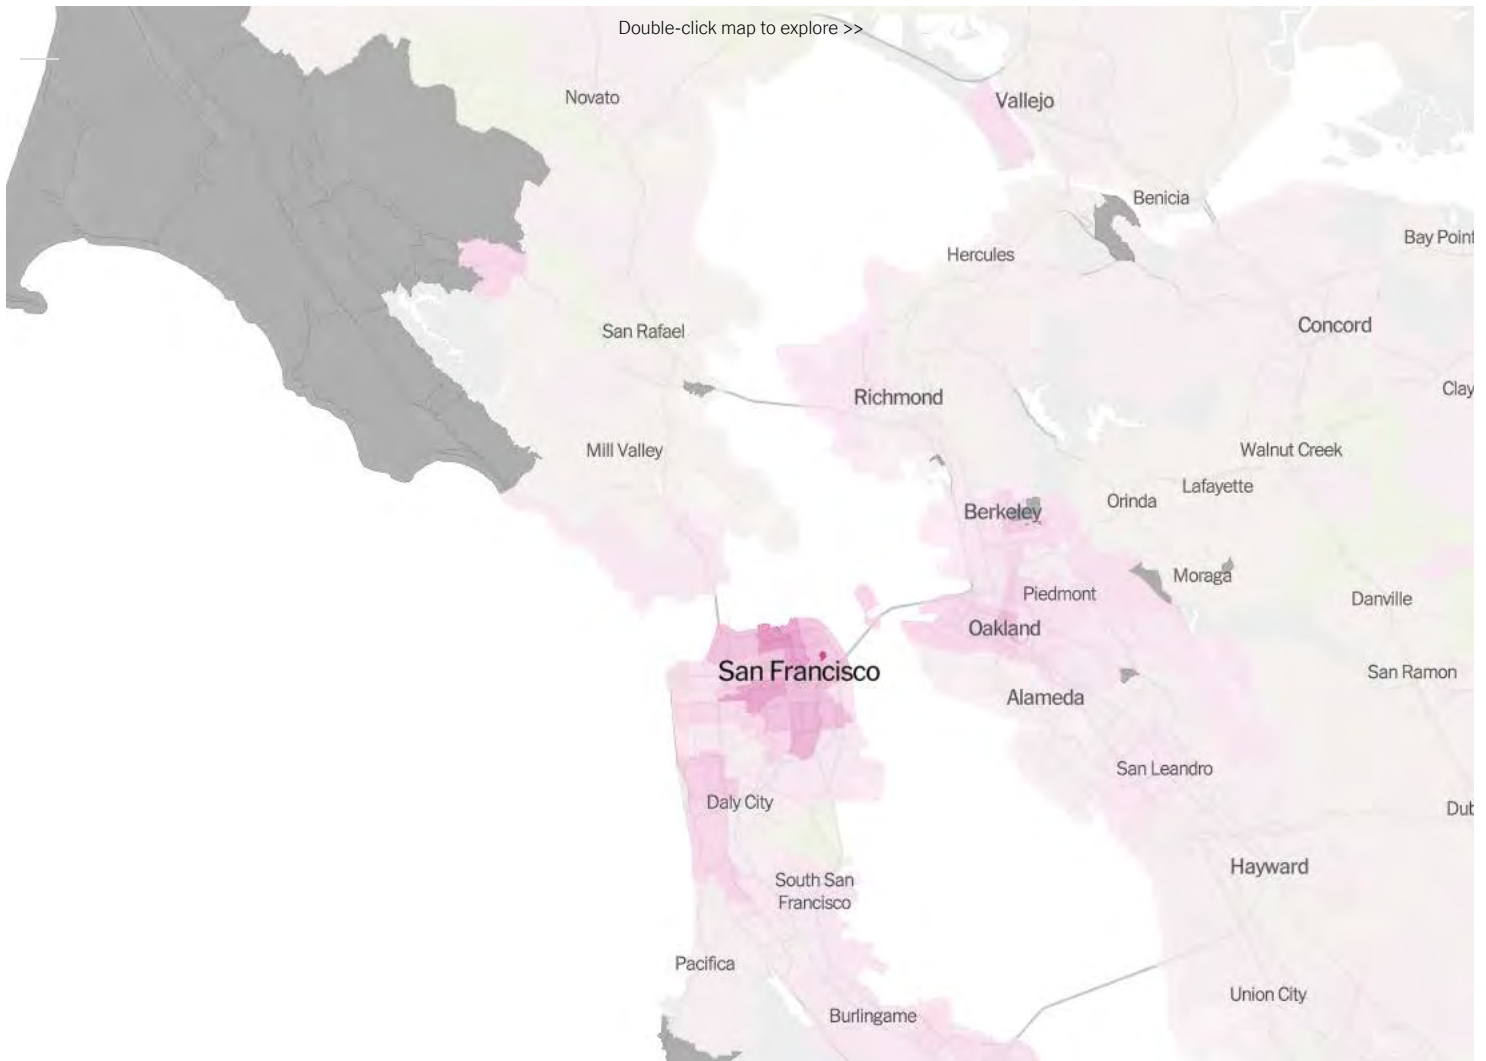 Double-click map to explore >>
Novato
Vallejo
Benicia
Bay Point
Hercules
San Rafael
Concord
Clay
Richmond
Mill Valley
Walnut Creek
Lafayette
Orinda
Berkeley
Moraga
Piedmont
Danville
Oakland
San Francisco
San Ramon
Alameda
San Leandro
Daly City
Dub
Hayward
South San
Francisco
Pacifica
Union City
Burlingame